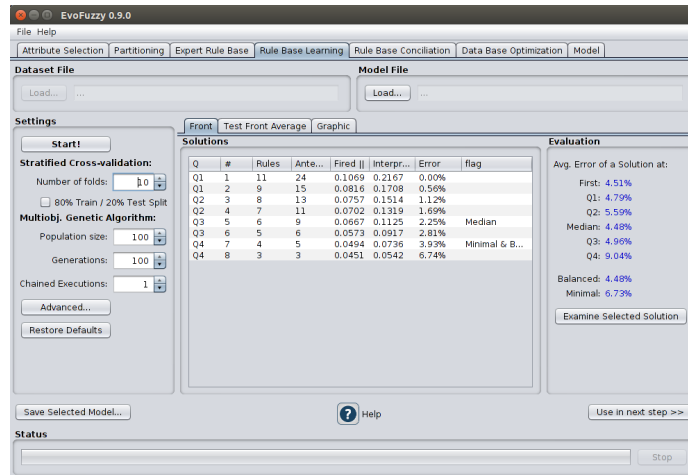 EvoFuzzy 0.9.0
File Help
Attribute Selection Partitioning Expert Rule Base Rule Base Learning Rule Base Conciliation Data Base Optimization Model
Dataset File Model File
Load... ... Load... ...
Settings
Front Test Front Average Graphic
Start!
Solutions
Evaluation
Stratified Cross-validation:
Number of folds: 10
80% Train / 20% Test Split
Multiobj. Genetic Algorithm:
Population size: 100
Generations: 100
Chained Executions: 1
Advanced...
Restore Defaults
Q # Rules Ante... Fired || Interpr... Error flag
Q1 1 11 24 0.1069 0.2167 0.00%
Q1 2 9 15 0.0816 0.1708 0.56%
Q2 3 8 13 0.0757 0.1514 1.12%
Q2 4 7 11 0.0702 0.1319 1.69%
Q3 5 6 9 0.0667 0.1125 2.25% Median
Q3 6 5 6 0.0573 0.0917 2.81%
Q4 7 4 5 0.0494 0.0736 3.93% Minimal & B...
Q4 8 3 3 0.0451 0.0542 6.74%
Avg. Error of a Solution at:
First: 4.51%
Q1: 4.79%
Q2: 5.59%
Median: 4.48%
Q3: 4.96%
Q4: 9.04%
Balanced: 4.48%
Minimal: 6.73%
Examine Selected Solution
Save Selected Model... ? Help Use in next step >>
Status
Stop